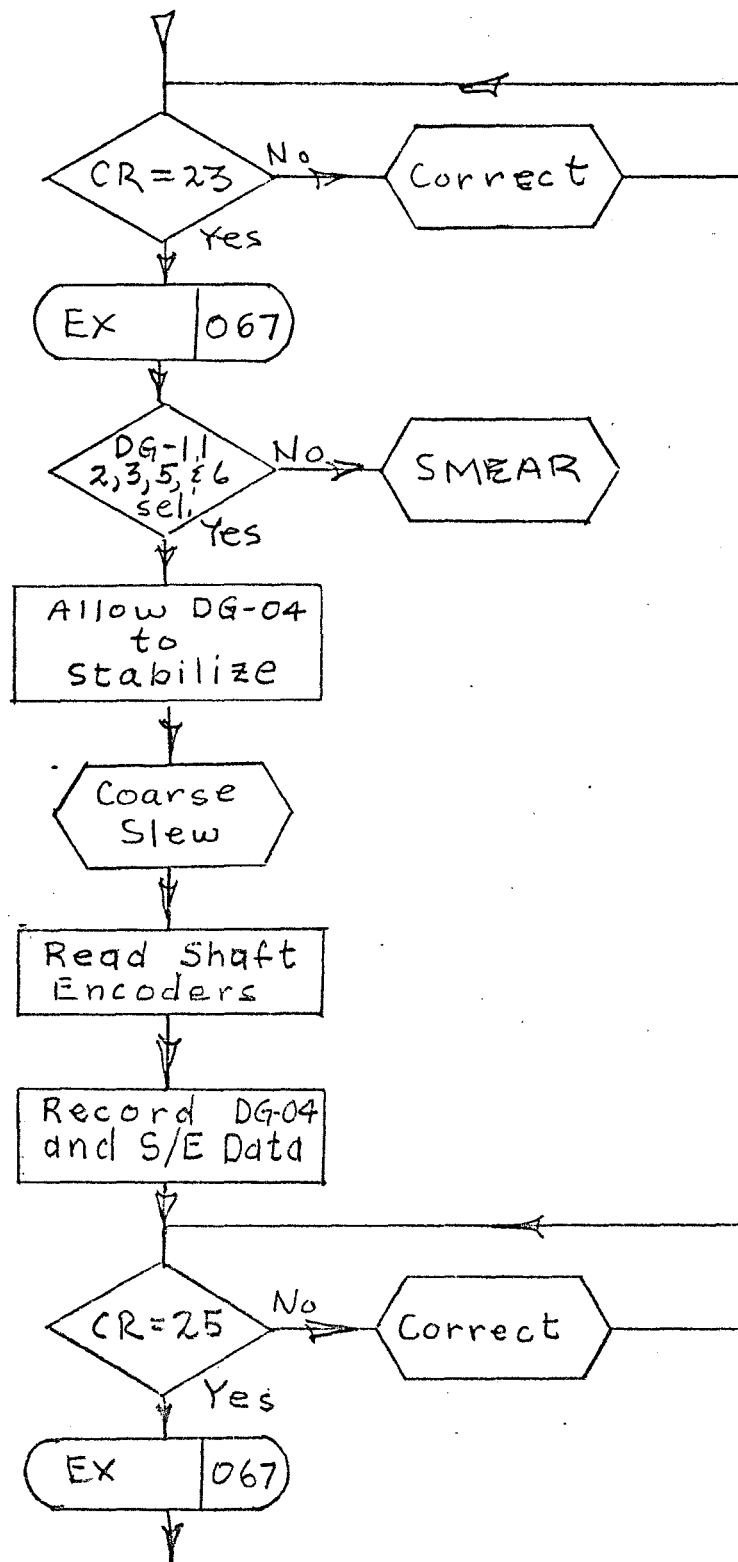 CR=23
No
Correct
Yes
EX 067
DG-1,1
2,3,5,&6
sel.
No
SMEAR
Yes
Allow DG-04
to
stabilize
Coarse
Slew
Read Shaft
Encoders
Record DG-04
and S/E Data
CR=25
No
Correct
Yes
EX 067